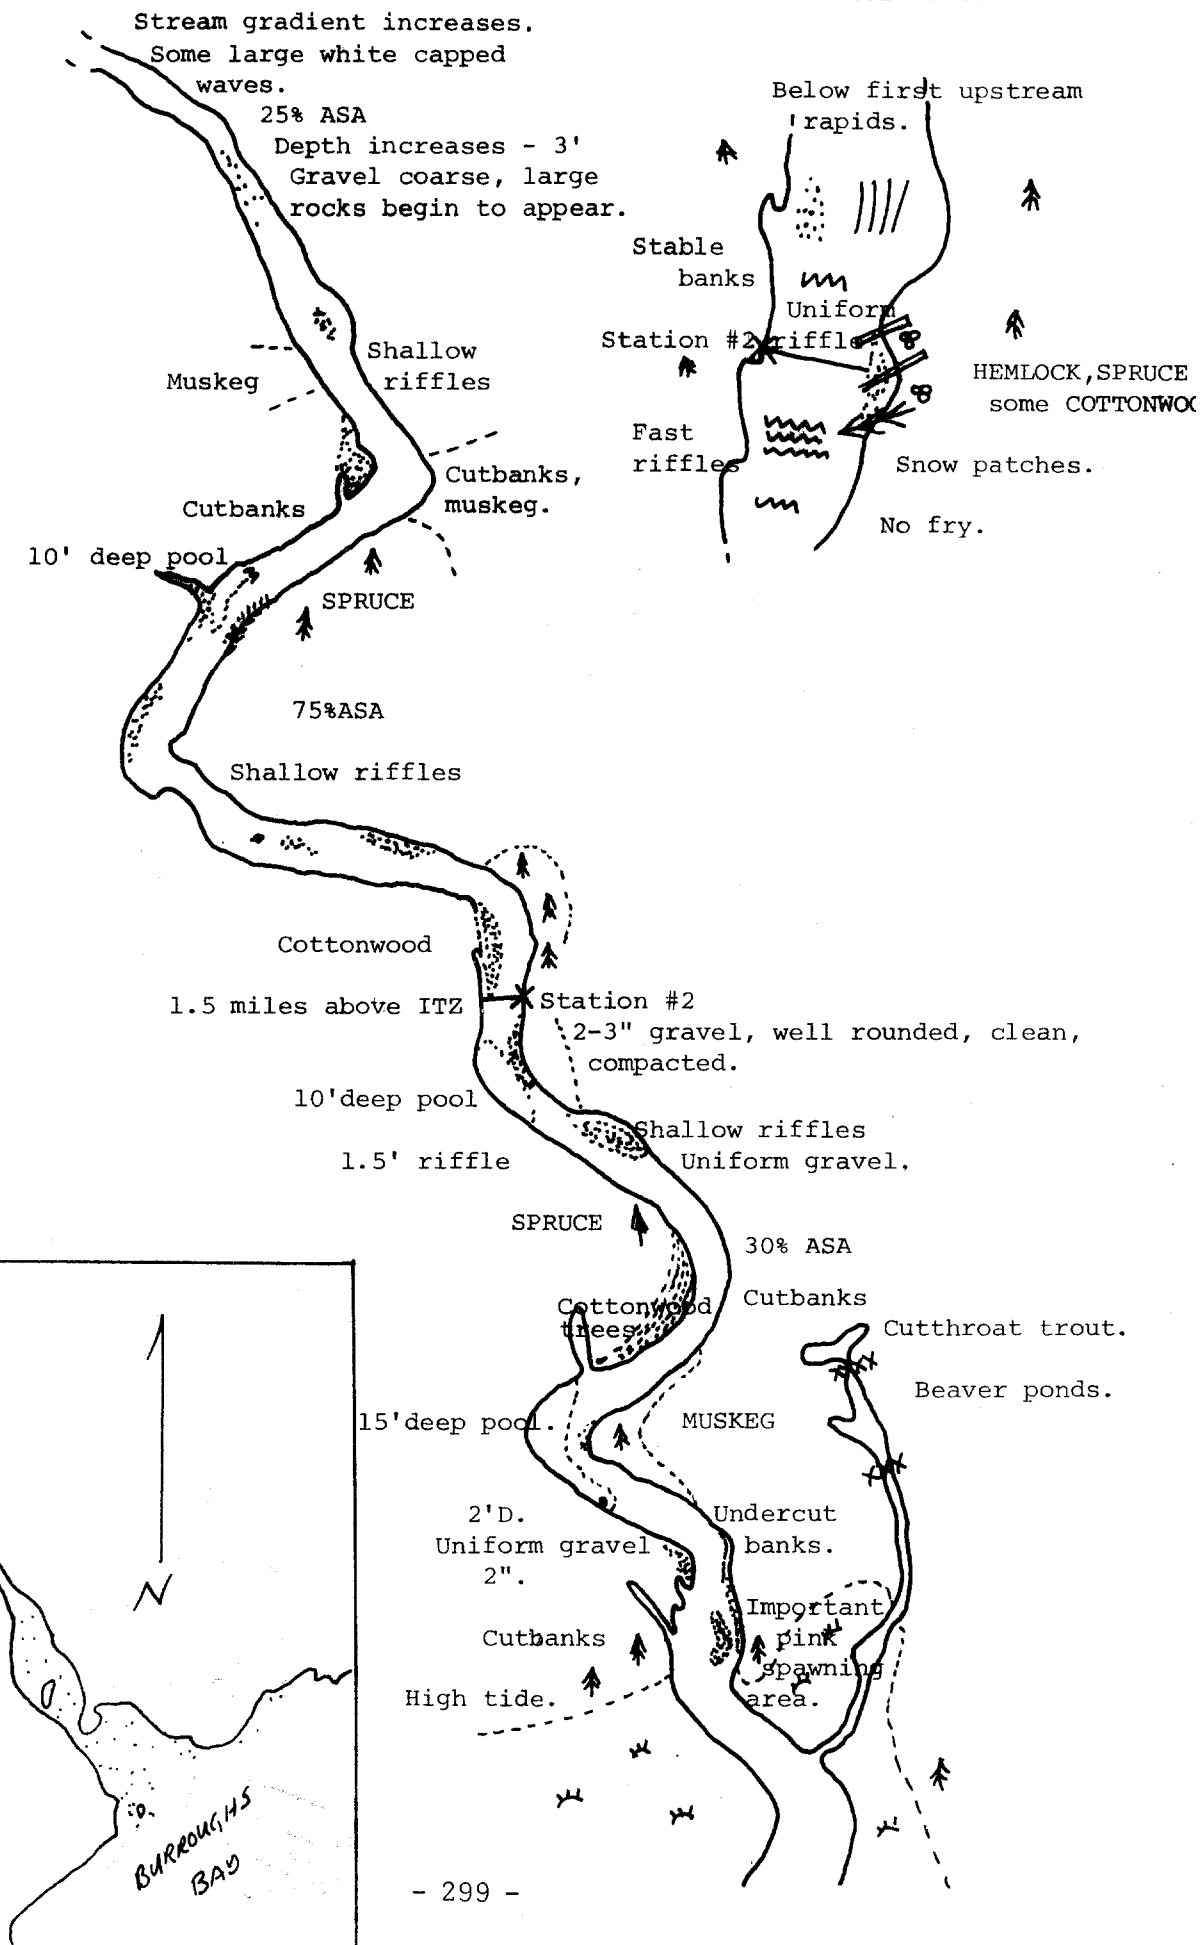 Stream gradient increases.
Some large white capped
waves.
25% ASA
Depth increases - 3'
Gravel coarse, large
rocks begin to appear.
Below first upstream
rapids.
Stable
banks
Uniform
Station #2 riffle
HEMLOCK, SPRUCE
some
Fast
riffles
Snow patches.
No fry.
Shallow
riffles
Muskeg
Cutbanks,
muskeg.
Cutbanks
10' deep pool
SPRUCE
75%ASA
Shallow riffles
Cottonwood
1.5 miles above ITZ
Station #2
2-3" gravel, well rounded, clean,
compacted.
10'deep pool
Shallow riffles
Uniform gravel.
1.5' riffle
SPRUCE
30% ASA
Cutbanks
Cottonwood
trees
Cutthroat trout.
Beaver ponds.
15'deep pool.
MUSKEG
2'D.
Uniform gravel
2".
Undercut
banks.
Important
pink
spawning
area.
Cutbanks
High tide.
N
BURROUGHS
BAY
- 299 -